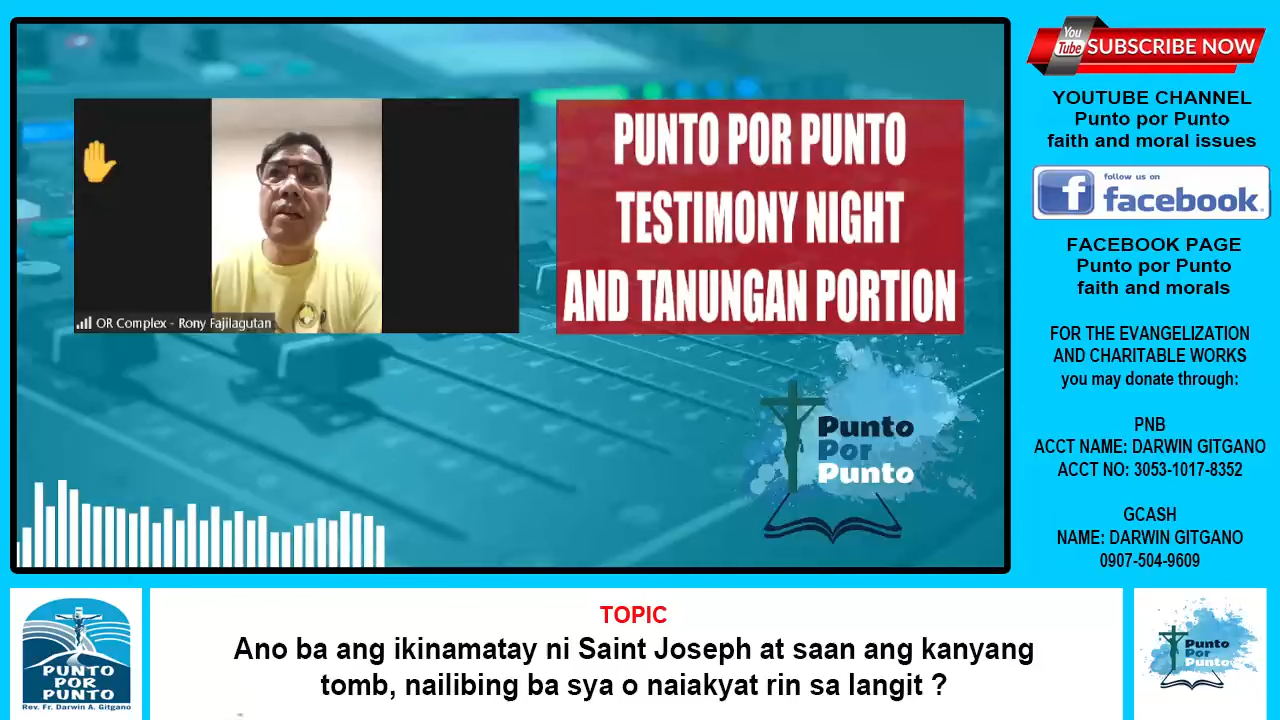 OR Complex - Rony Fajilagutan
PUNTO POR PUNTO
TESTIMONY NIGHT
AND TANUNGAN PORTION
Punto
Por
Punto
You
Tube
SUBSCRIBE NOW
YOUTUBE CHANNEL
Punto por Punto
faith and moral issues
follow us on
facebook.
FACEBOOK PAGE
Punto por Punto
faith and morals
FOR THE EVANGELIZATION
AND CHARITABLE WORKS
you may donate through:
PNB
ACCT NAME: DARWIN GITGANO
ACCT NO: 3053-1017-8352
GCASH
NAME: DARWIN GITGANO
0907-504-9609
PUNTO
POR
PUNTO
Rev. Fr. Darwin A. Gitgano
TOPIC
Ano ba ang ikinamatay ni Saint Joseph at saan ang kanyang
tomb, nailibing ba sya o naiakyat rin sa langit ?
Punto
Por
Punto